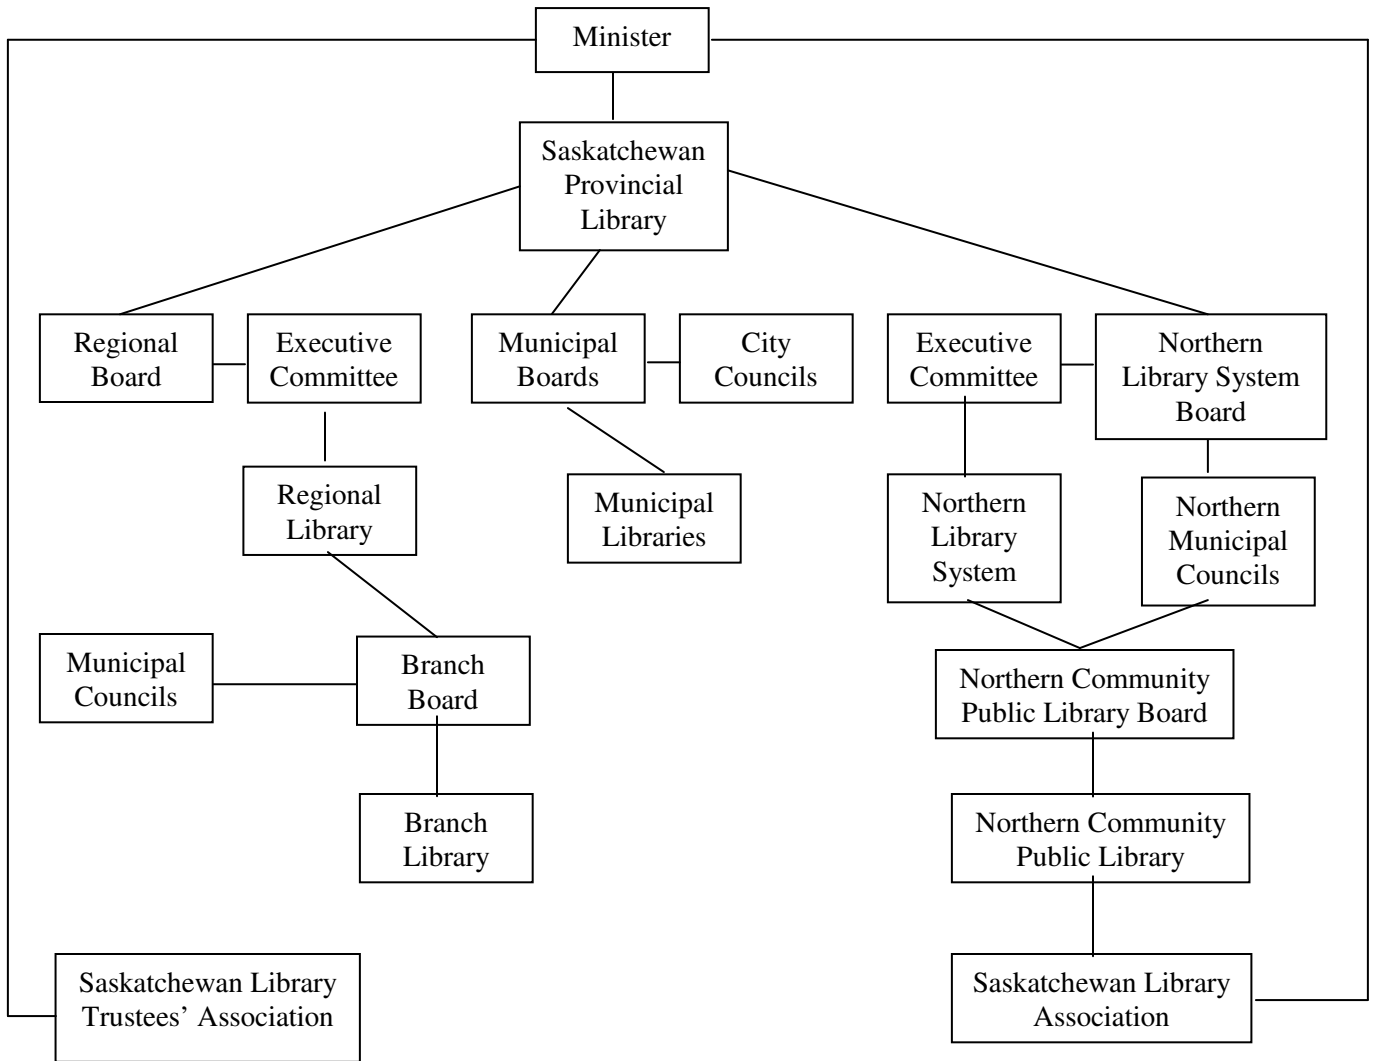 Minister
Saskatchewan
Provincial
Library
Regional
Board
Executive
Committee
Municipal
Boards
City
Councils
Executive
Committee
Northern
Library System
Board
Regional
Library
Municipal
Libraries
Northern
Library
System
Northern
Municipal
Councils
Municipal
Councils
Branch
Board
Northern Community
Public Library Board
Branch
Library
Northern Community
Public Library
Saskatchewan Library
Trustees’ Association
Saskatchewan Library
Association